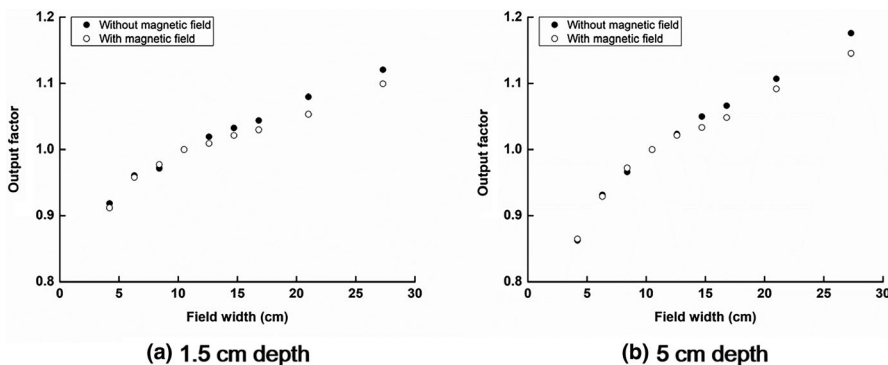 1.2
Without magnetic field
With magnetic field
1.1
1.0
0.9
0.8
Output factor
0 5 10 15 20 25 30
Field width (cm)
(a) 1.5 cm depth
1.2
Without magnetic field
With magnetic field
1.1
1.0
0.9
0.8
Output factor
0 5 10 15 20 25 30
Field width (cm)
(b) 5 cm depth